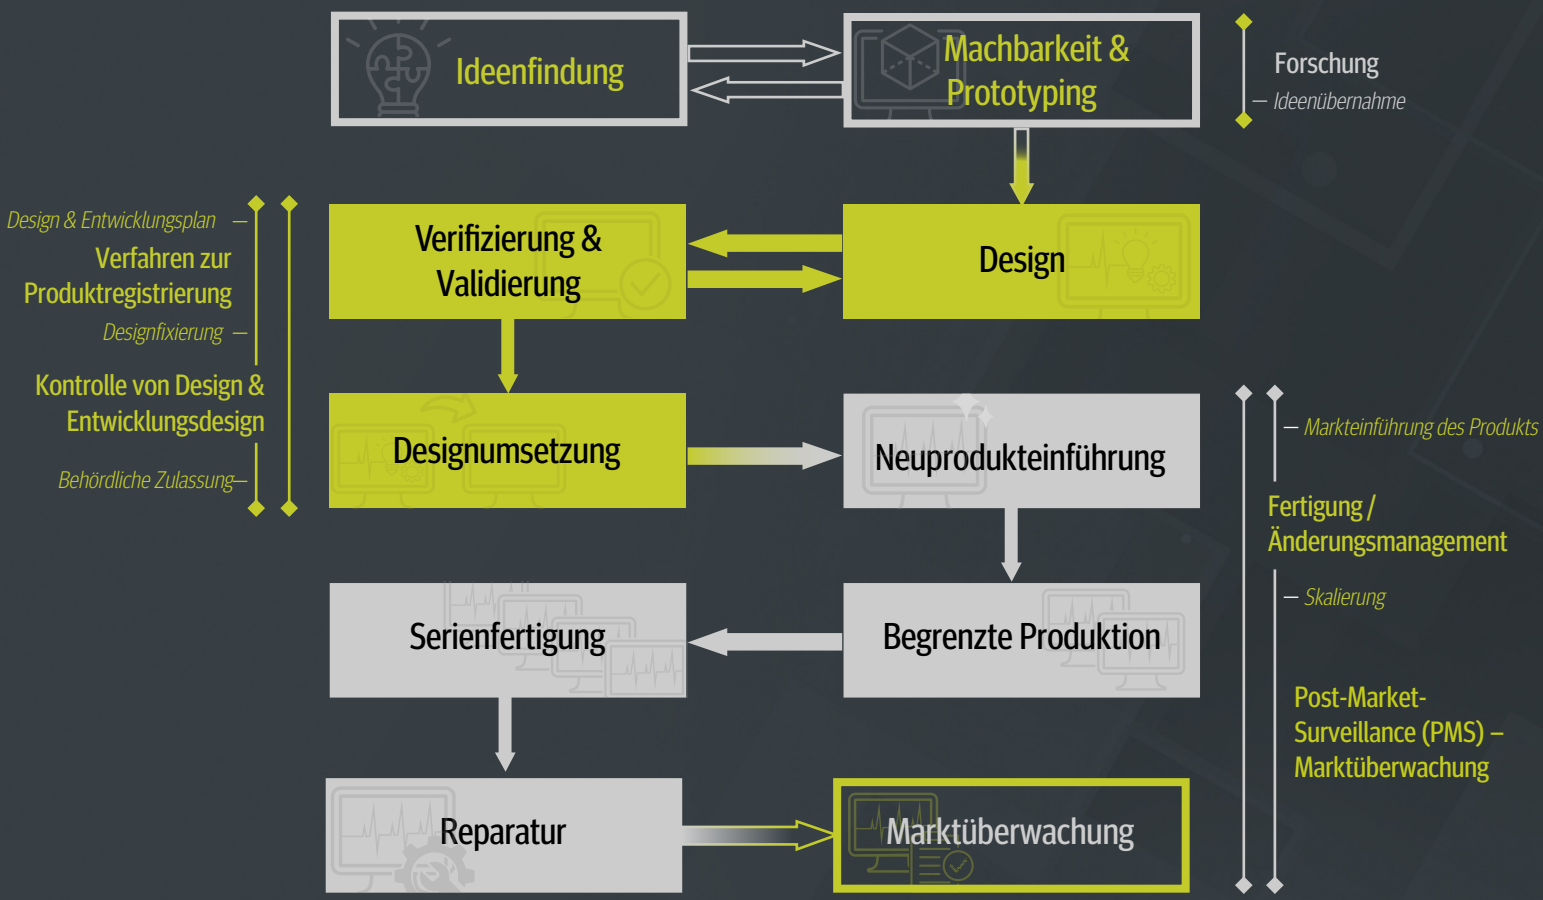 Ideenfindung
Machbarkeit &
Prototyping
Forschung
– Ideenübernahme
Design & Entwicklungsplan –
Verfahren zur
Produktregistrierung
Designfixierung –
Kontrolle von Design &
Entwicklungsdesign
Behördliche Zulassung–
Verifizierung &
Validierung
Design
Designumsetzung
Neuprodukteinführung
– Markteinführung des Produkts
Fertigung /
Änderungsmanagement
– Skalierung
Serienfertigung
Begrenzte Produktion
Post-Market-
Surveillance (PMS) –
Marktüberwachung
Reparatur
Marktüberwachung